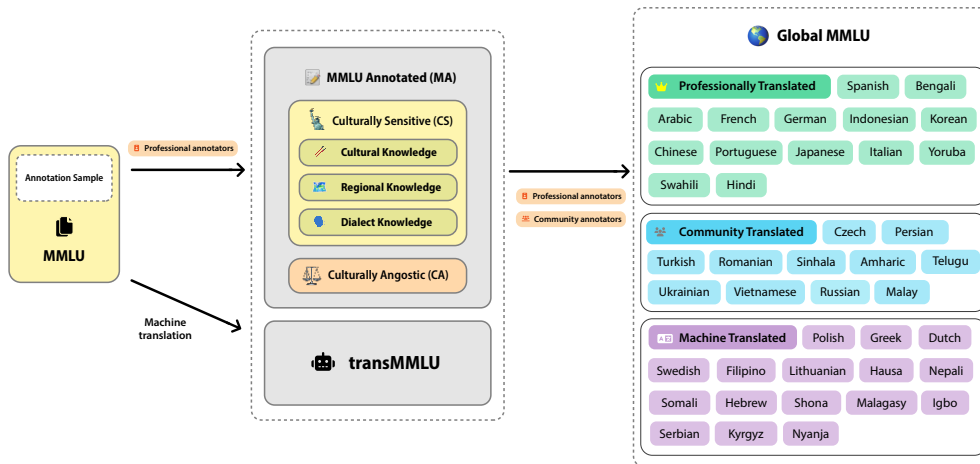 Annotation Sample
MMLU
Professional annotators
Machine
translation
MMLU Annotated (MA)
Culturally Sensitive (CS)
Cultural Knowledge
Regional Knowledge
Dialect Knowledge
Culturally Angostic (CA)
transMMLU
Professional annotators
Community annotators
Global MMLU
Professionally Translated Spanish Bengali
Arabic French German Indonesian Korean
Chinese Portuguese Japanese Italian Yoruba
Swahili Hindi
Community Translated Czech Persian
Turkish Romanian Sinhala Amharic Telugu
Ukrainian Vietnamese Russian Malay
Machine Translated Polish Greek Dutch
Swedish Filipino Lithuanian Hausa Nepali
Somali Hebrew Shona Malagasy Igbo
Serbian Kyrgyz Nyanja